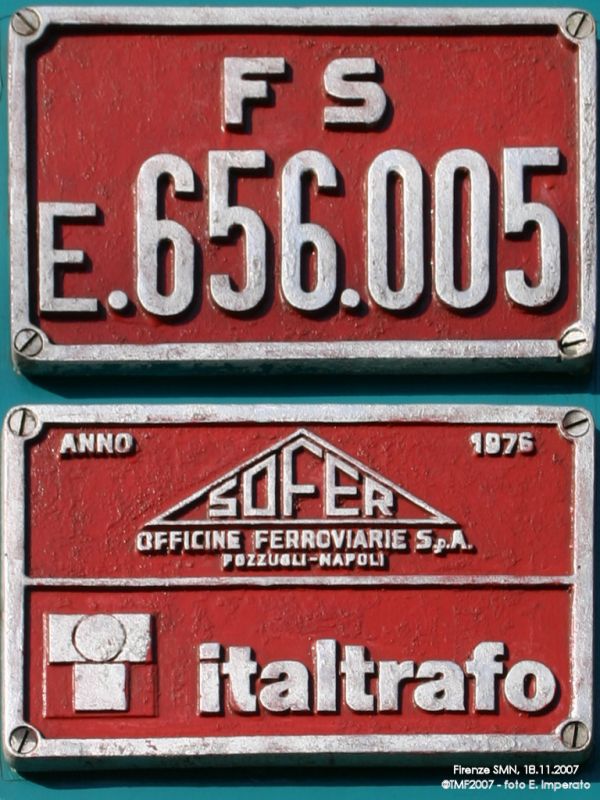 FS
E.656.005
ANNO 1976
SOFER
OFFICINE FERROVIARIE S.p.A.
POZZUOLI-NAPOLI
italtrafo
Firenze SMN, 18.11.2007
@TMF2007 - foto E. Imperato